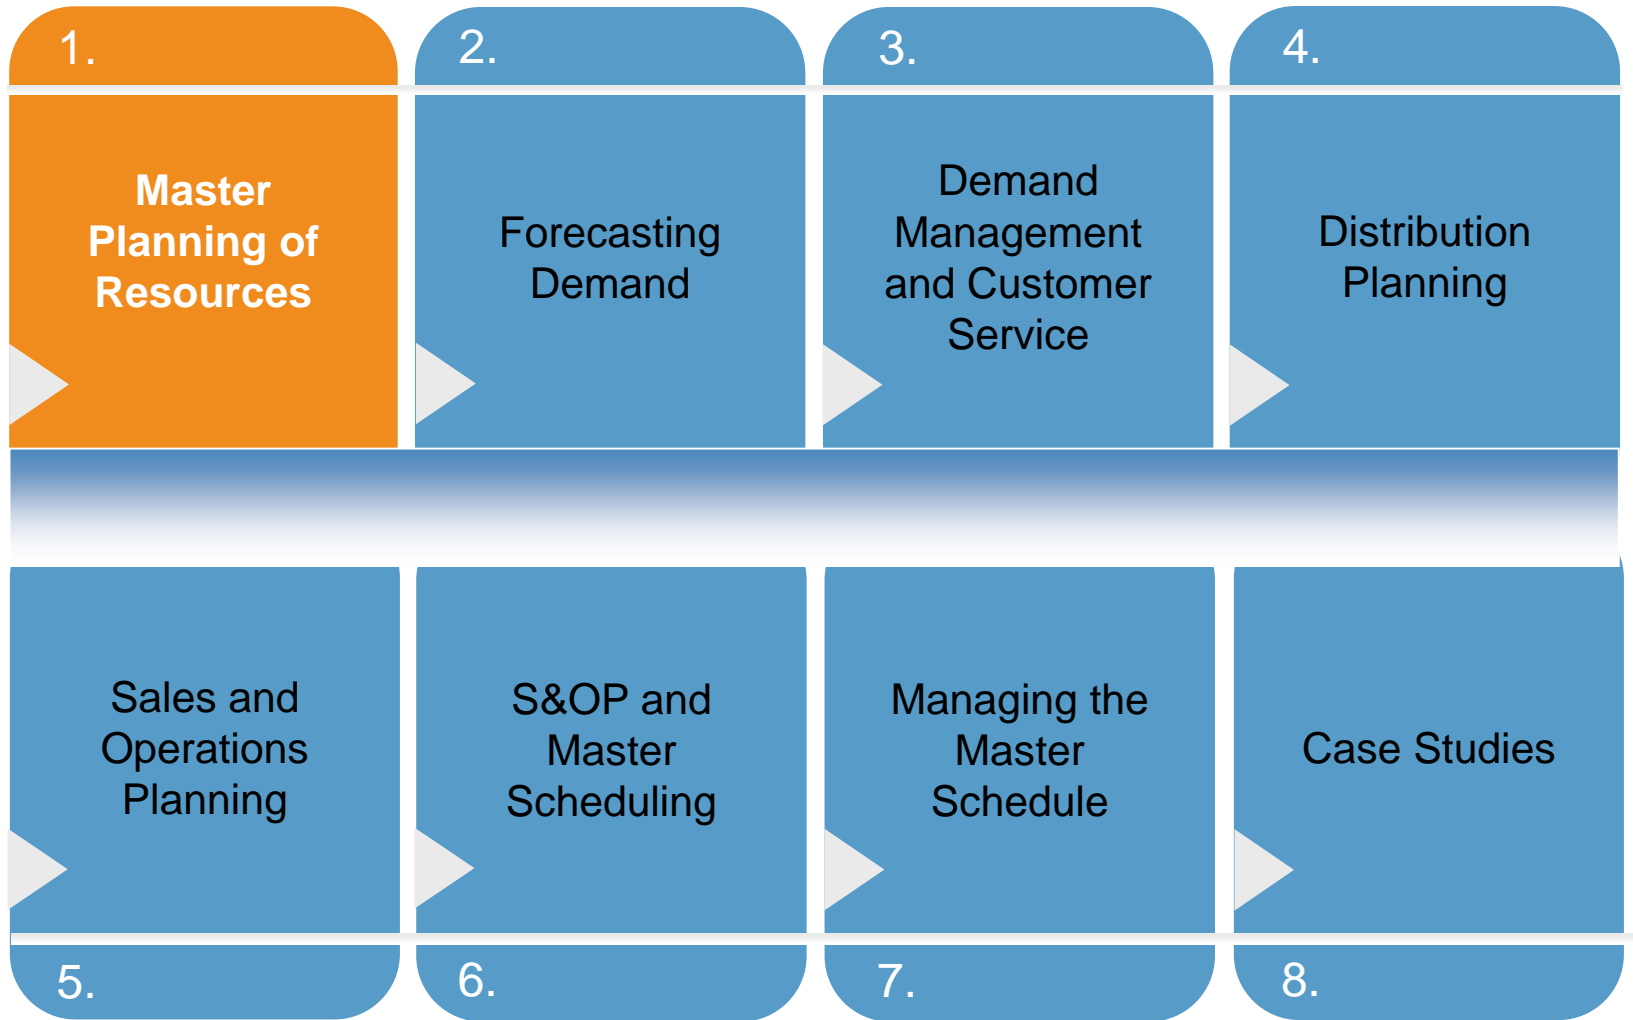 1.
Master
Planning of
Resources
2.
Forecasting
Demand
3.
Demand
Management
and Customer
Service
4.
Distribution
Planning
Sales and
Operations
Planning
5.
S&OP and
Master
Scheduling
6.
Managing the
Master
Schedule
7.
Case Studies
8.